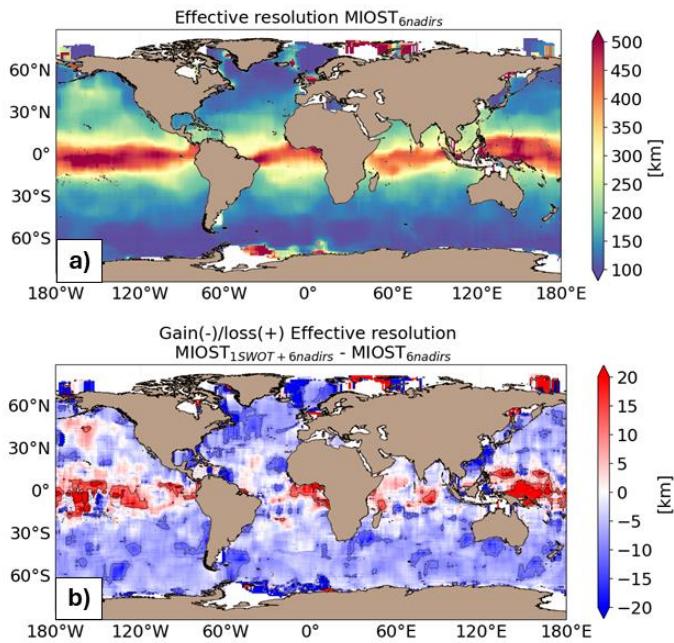 Effective resolution MIOST6nadirs
60°N
30°N
0°
30°S
60°S
a)
180°W 120°W 60°W 0° 60°E 120°E 180°E
500
450
400
350
300
250
200
150
100
[km]
Gain(-)/loss(+) Effective resolution
MIOST1SWOT+6nadirs - MIOST6nadirs
60°N
30°N
0°
30°S
60°S
b)
180°W 120°W 60°W 0° 60°E 120°E 180°E
20
15
10
5
0
−5
−10
−15
−20
[km]